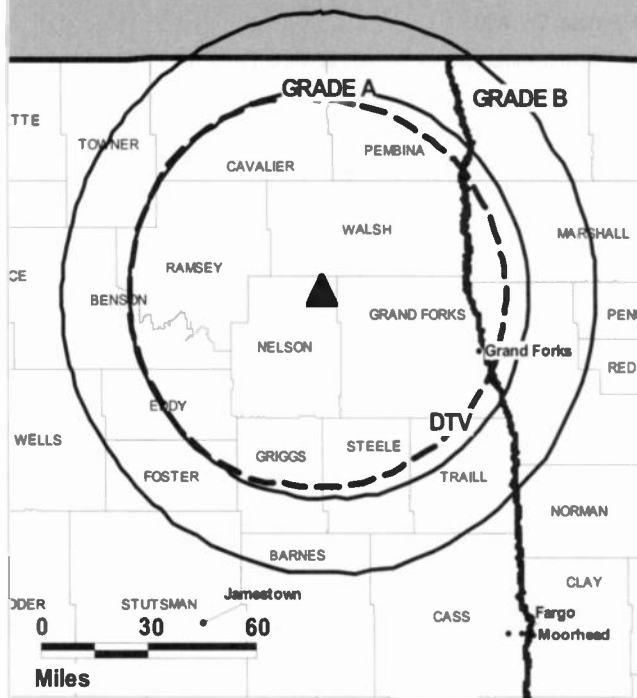 GRADE A
GRADE B
TTE
TOWNER
CAVALIER
PEMBINA
WALSH
MARSHALL
RAMSEY
CE
BENSON
GRAND FORKS
PEN
NELSON
Grand Forks
RED
EDDY
DTV
WELLS
GRIGGS
STEELE
FOSTER
TRAILL
NORMAN
BARNES
CLAY
DDER
STUTSMAN
Jamestown
CASS
Fargo
Moorhead
0 30 60
Miles